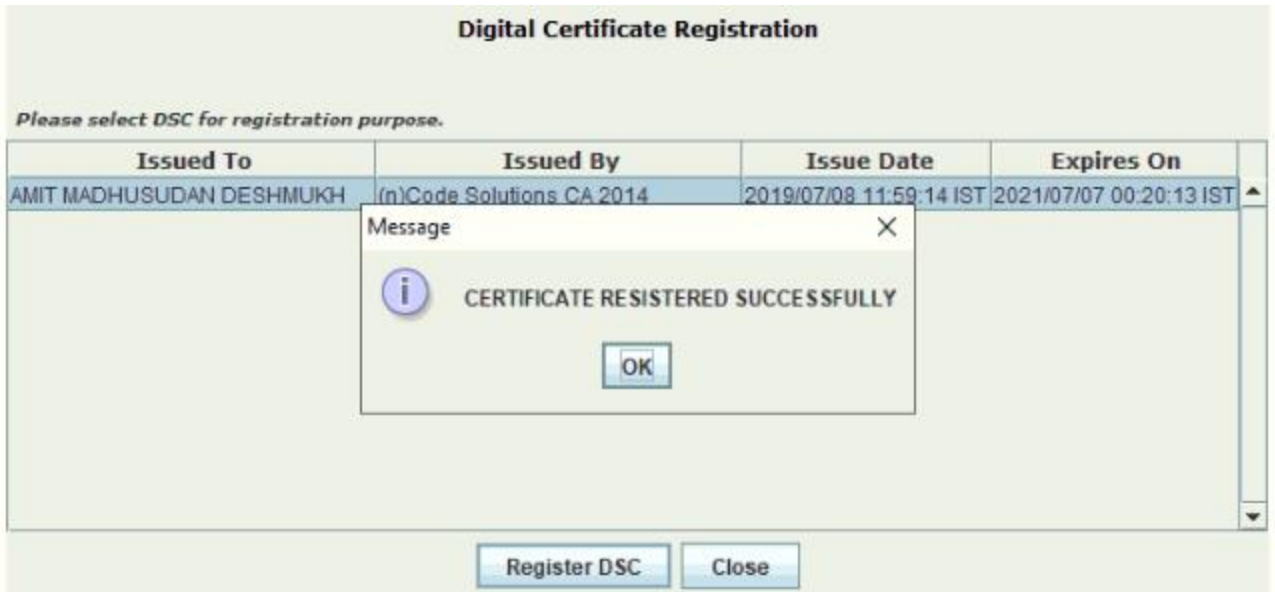 Digital Certificate Registration
Please select DSC for registration purpose.
Issued To Issued By Issue Date Expires On
AMIT MADHUSUDAN DESHMUKH (n)Code Solutions CA 2014 2019/07/08 11:59:14 IST 2021/07/07 00:20:13 IST
Message
CERTIFICATE RESISTERED SUCCESSFULLY
OK
Register DSC Close